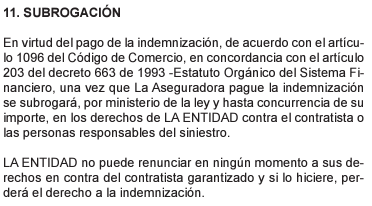 11. SUBROGACIÓN
En virtud del pago de la indemnización, de acuerdo con el artícu-
lo 1096 del Código de Comercio, en concordancia con el artículo
203 del decreto 663 de 1993 -Estatuto Orgánico del Sistema Fi-
nanciero, una vez que La Aseguradora pague la indemnización
se subrogará, por ministerio de la ley y hasta concurrencia de su
importe, en los derechos de LA ENTIDAD contra el contratista o
las personas responsables del siniestro.
LA ENTIDAD no puede renunciar en ningún momento a sus de-
rechos en contra del contratista garantizado y si lo hiciere, per-
derá el derecho a la indemnización.